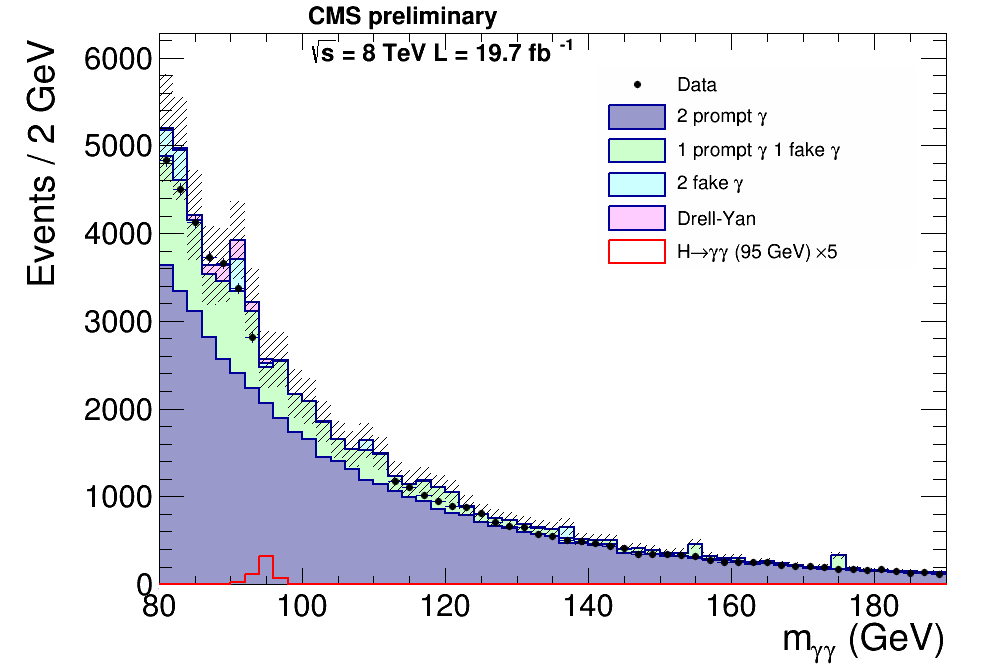 CMS preliminary
√s = 8 TeV L = 19.7 fb -1
Events / 2 GeV
6000
5000
4000
3000
2000
1000
0
Data
2 prompt γ
1 prompt γ 1 fake γ
2 fake γ
Drell-Yan
H→γγ (95 GeV) ×5
80 100 120 140 160 180
mγγ (GeV)